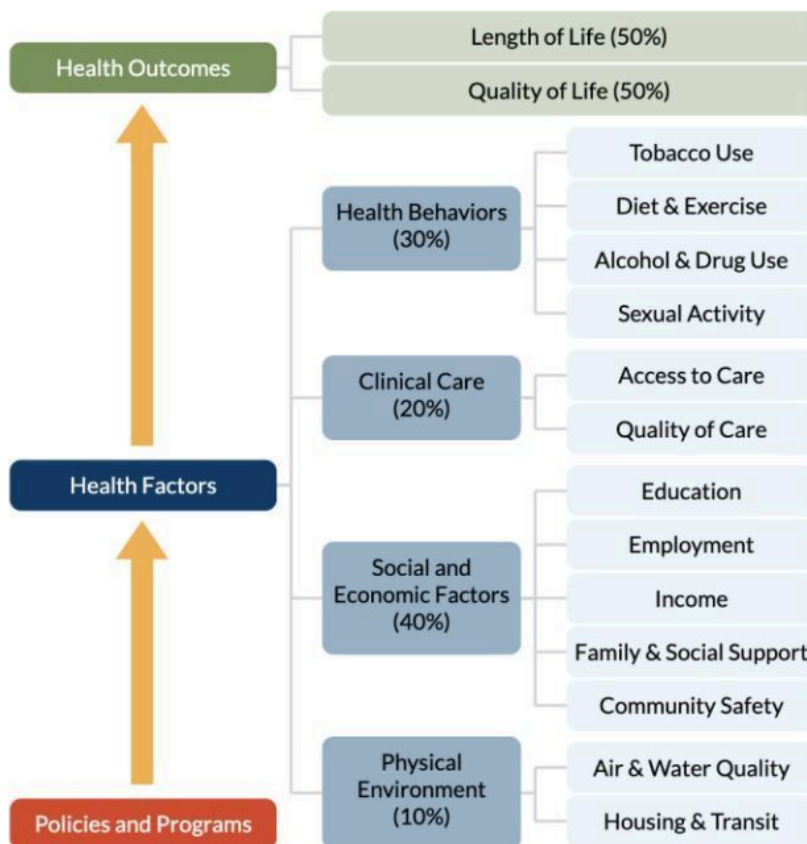 Health Outcomes
Length of Life (50%)
Quality of Life (50%)
Health Factors
Health Behaviors
(30%)
Tobacco Use
Diet & Exercise
Alcohol & Drug Use
Sexual Activity
Clinical Care
(20%)
Access to Care
Quality of Care
Social and
Economic Factors
(40%)
Education
Employment
Income
Family & Social Support
Community Safety
Physical
Environment
(10%)
Air & Water Quality
Housing & Transit
Policies and Programs